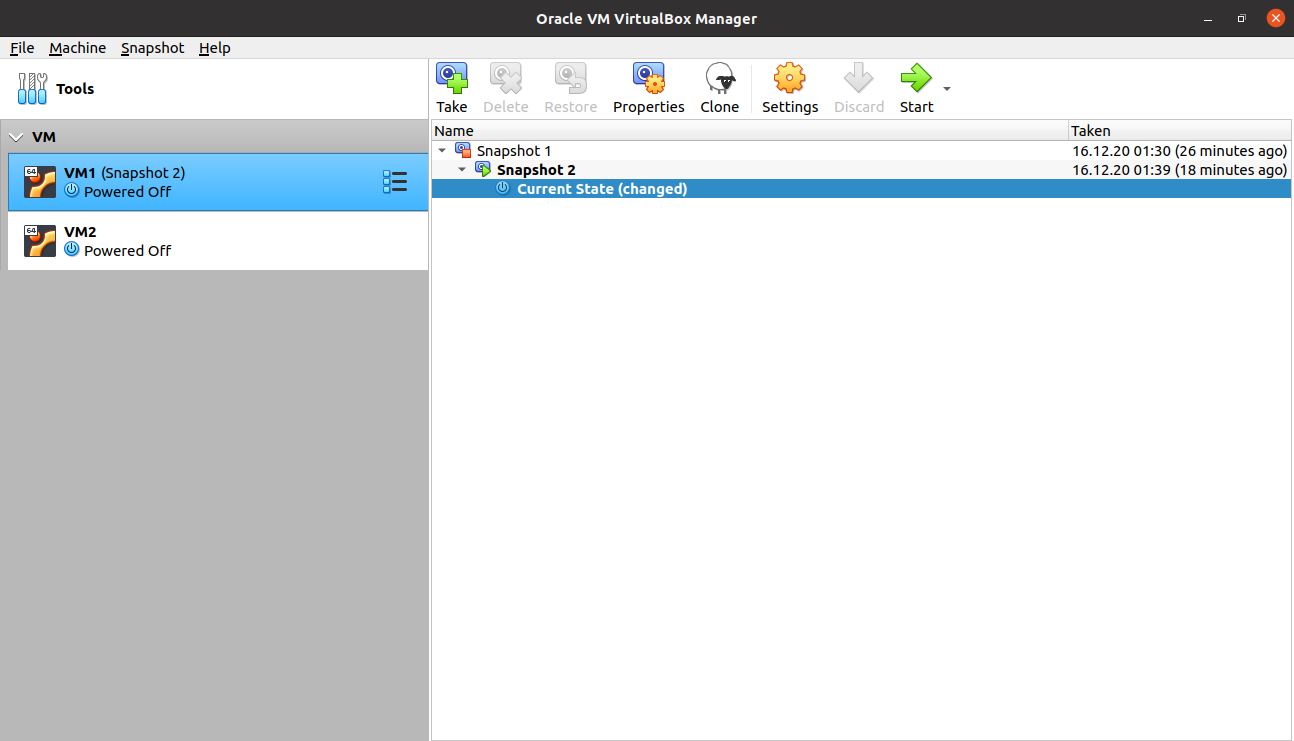 Oracle VM VirtualBox Manager
File Machine Snapshot Help
Tools
Take Delete Restore Properties Clone Settings Discard Start
VM
64
VM1 (Snapshot 2)
Powered Off
64
VM2
Powered Off
Name Taken
Snapshot 1 16.12.20 01:30 (26 minutes ago)
Snapshot 2 16.12.20 01:39 (18 minutes ago)
Current State (changed)